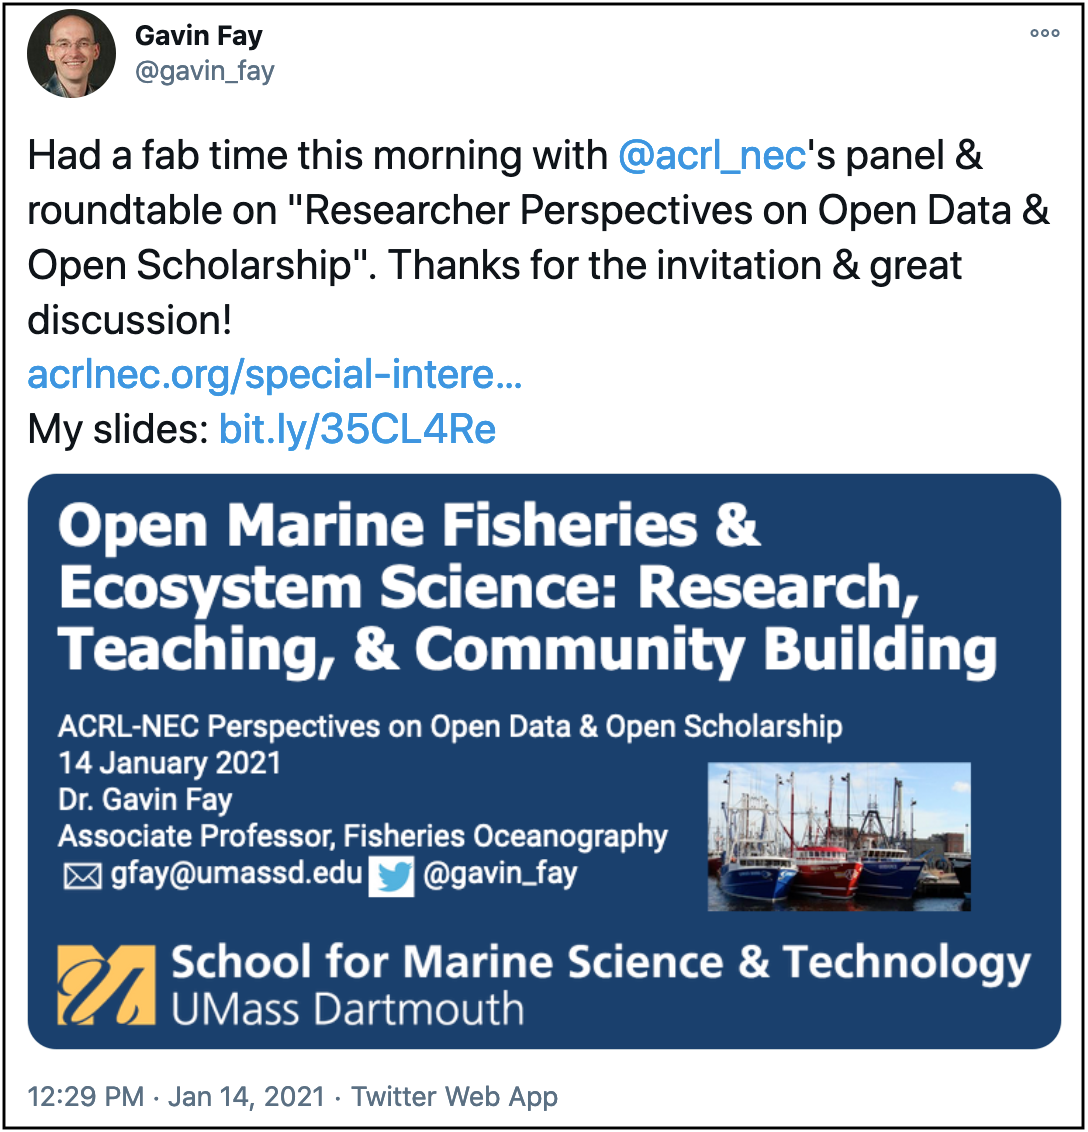 Gavin Fay
@gavin_fay
Had a fab time this morning with @acrl_nec's panel &
roundtable on "Researcher Perspectives on Open Data &
Open Scholarship". Thanks for the invitation & great
discussion!
acrlnec.org/special-intere...
My slides: bit.ly/35CL4Re
Open Marine Fisheries &
Ecosystem Science: Research,
Teaching, & Community Building
ACRL-NEC Perspectives on Open Data & Open Scholarship
14 January 2021
Dr. Gavin Fay
Associate Professor, Fisheries Oceanography
gfay@umassd.edu @gavin_fay
School for Marine Science & Technology
UMass Dartmouth
12:29 PM · Jan 14, 2021 · Twitter Web App